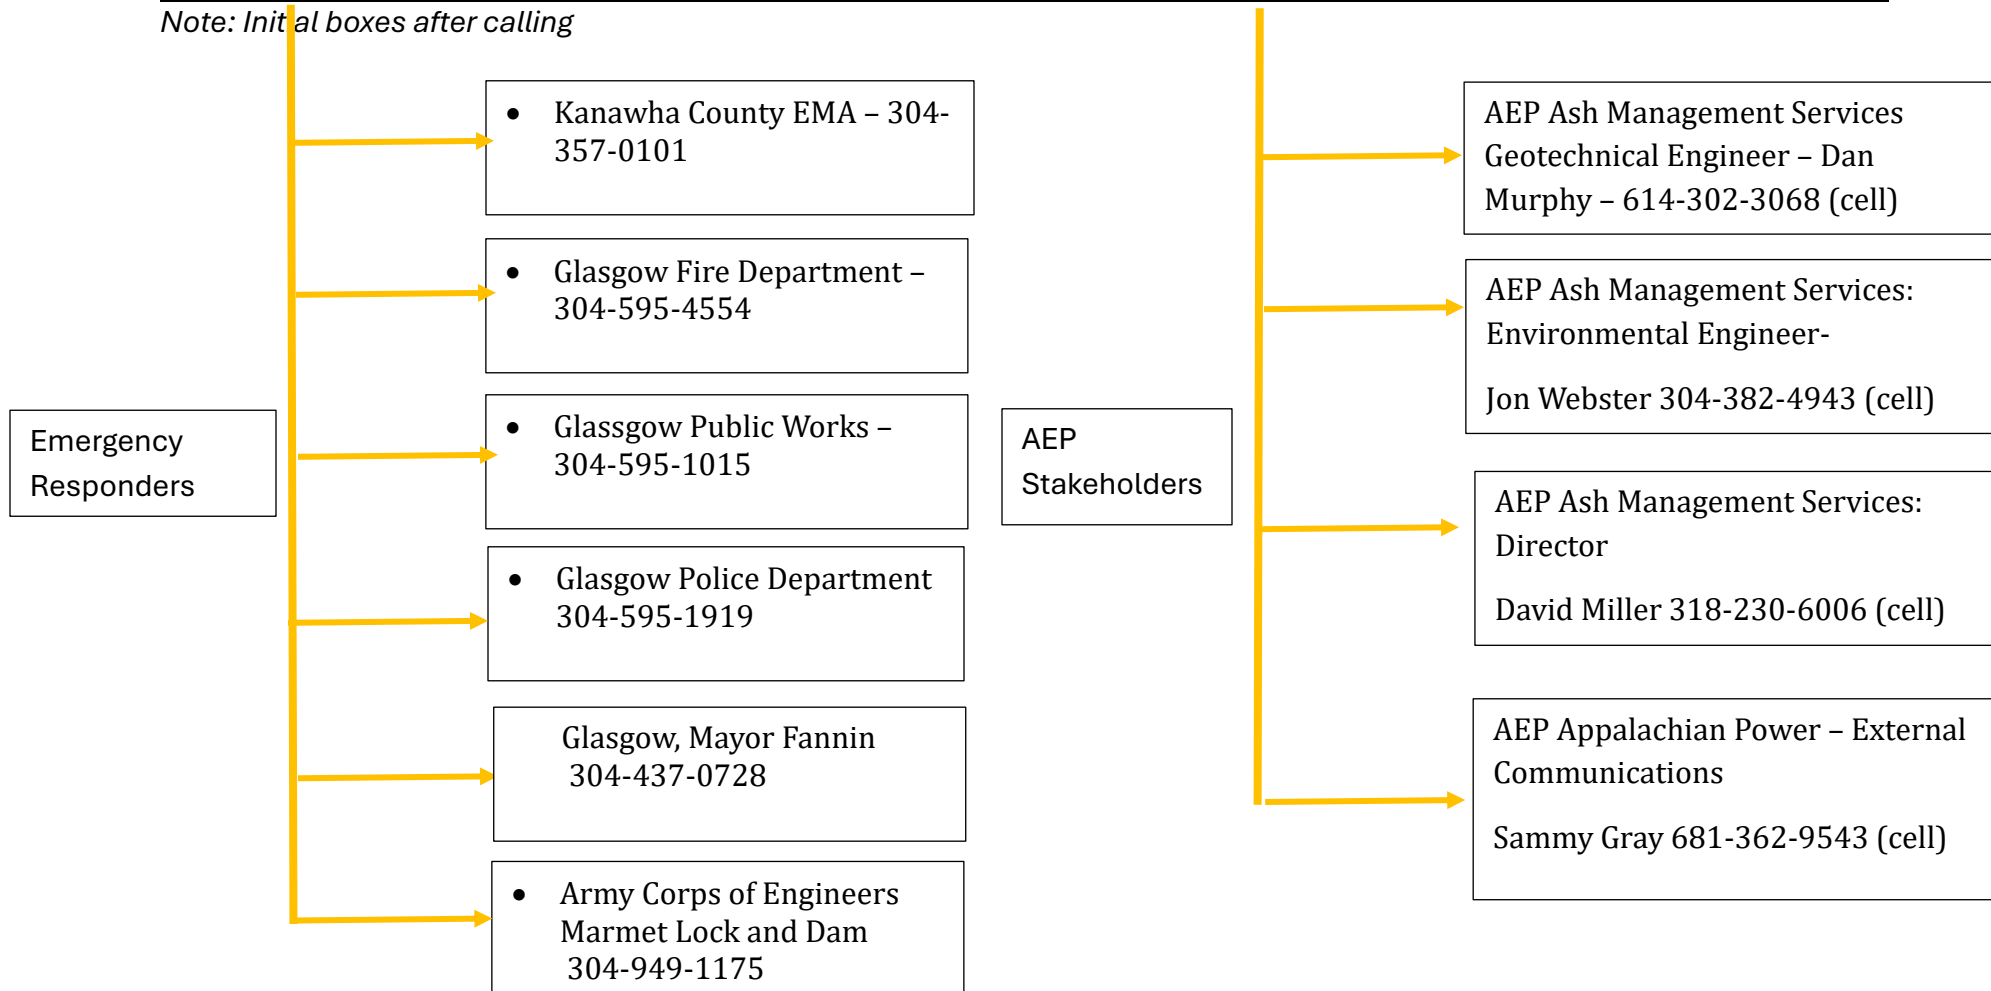 Note: Initial boxes after calling
Emergency
Responders
• Kanawha County EMA – 304-
357-0101
• Glasgow Fire Department –
304-595-4554
• Glassgow Public Works –
304-595-1015
• Glasgow Police Department
304-595-1919
Glasgow, Mayor Fannin
304-437-0728
• Army Corps of Engineers
Marmet Lock and Dam
304-949-1175
AEP
Stakeholders
AEP Ash Management Services
Geotechnical Engineer – Dan
Murphy – 614-302-3068 (cell)
AEP Ash Management Services:
Environmental Engineer-
Jon Webster 304-382-4943 (cell)
AEP Ash Management Services:
Director
David Miller 318-230-6006 (cell)
AEP Appalachian Power – External
Communications
Sammy Gray 681-362-9543 (cell)